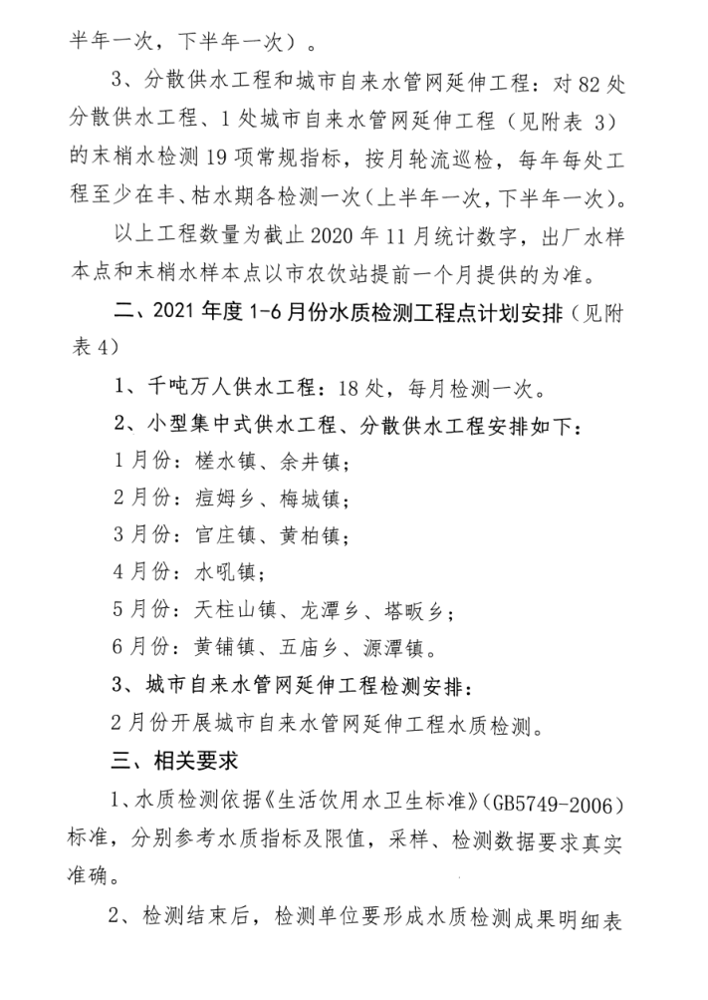 半年一次，下半年一次）。
3、分散供水工程和城市自来水管网延伸工程：对82处
分散供水工程、1处城市自来水管网延伸工程（见附表 3）
的末梢水检测19项常规指标，按月轮流巡检，每年每处工
程至少在丰、枯水期各检测一次（上半年一次，下半年一次）。
以上工程数量为截止2020年11月统计数字，出厂水样
本点和末梢水样本点以市农饮站提前一个月提供的为准。
二、2021年度1-6月份水质检测工程点计划安排（见附
表4）
1、千吨万人供水工程：18处，每月检测一次。
2、小型集中式供水工程、分散供水工程安排如下：
1月份：槎水镇、余井镇；
2月份：痘姆乡、梅城镇；
3月份：官庄镇、黄柏镇；
4月份：水吼镇；
5月份：天柱山镇、龙潭乡、塔畈乡；
6月份：黄铺镇、五庙乡、源潭镇。
3、城市自来水管网延伸工程检测安排：
2月份开展城市自来水管网延伸工程水质检测。
三、相关要求
1、水质检测依据《生活饮用水卫生标准》（GB5749-2006）
标准，分别参考水质指标及限值，采样、检测数据要求真实
准确。
2、检测结束后，检测单位要形成水质检测成果明细表